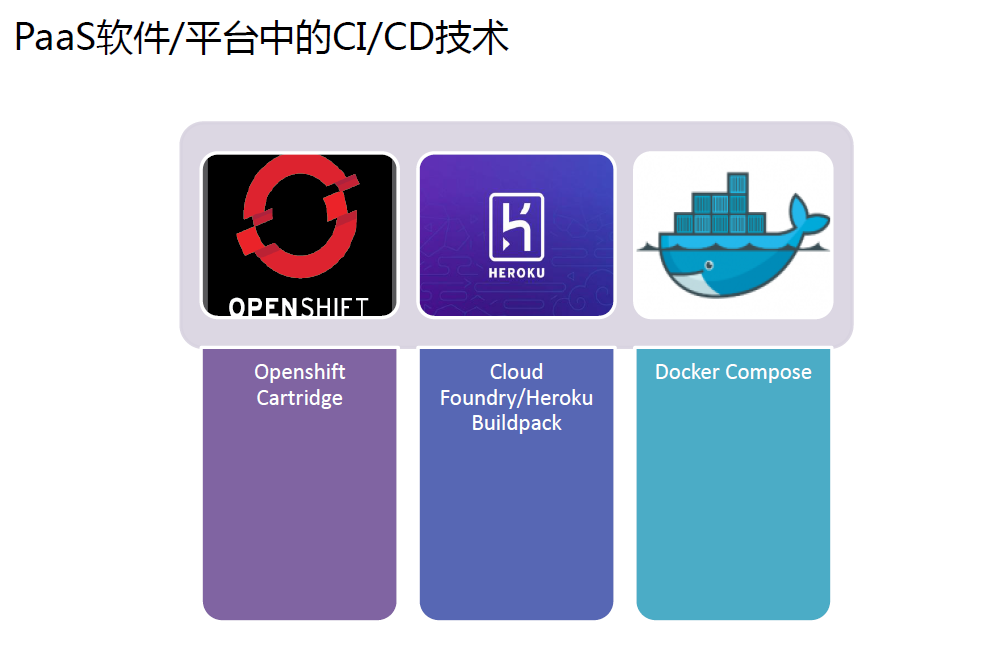 PaaS软件/平台中的CI/CD技术
OPENSHIFT
HEROKU
Openshift
Cartridge
Cloud
Foundry/Heroku
Buildpack
Docker Compose